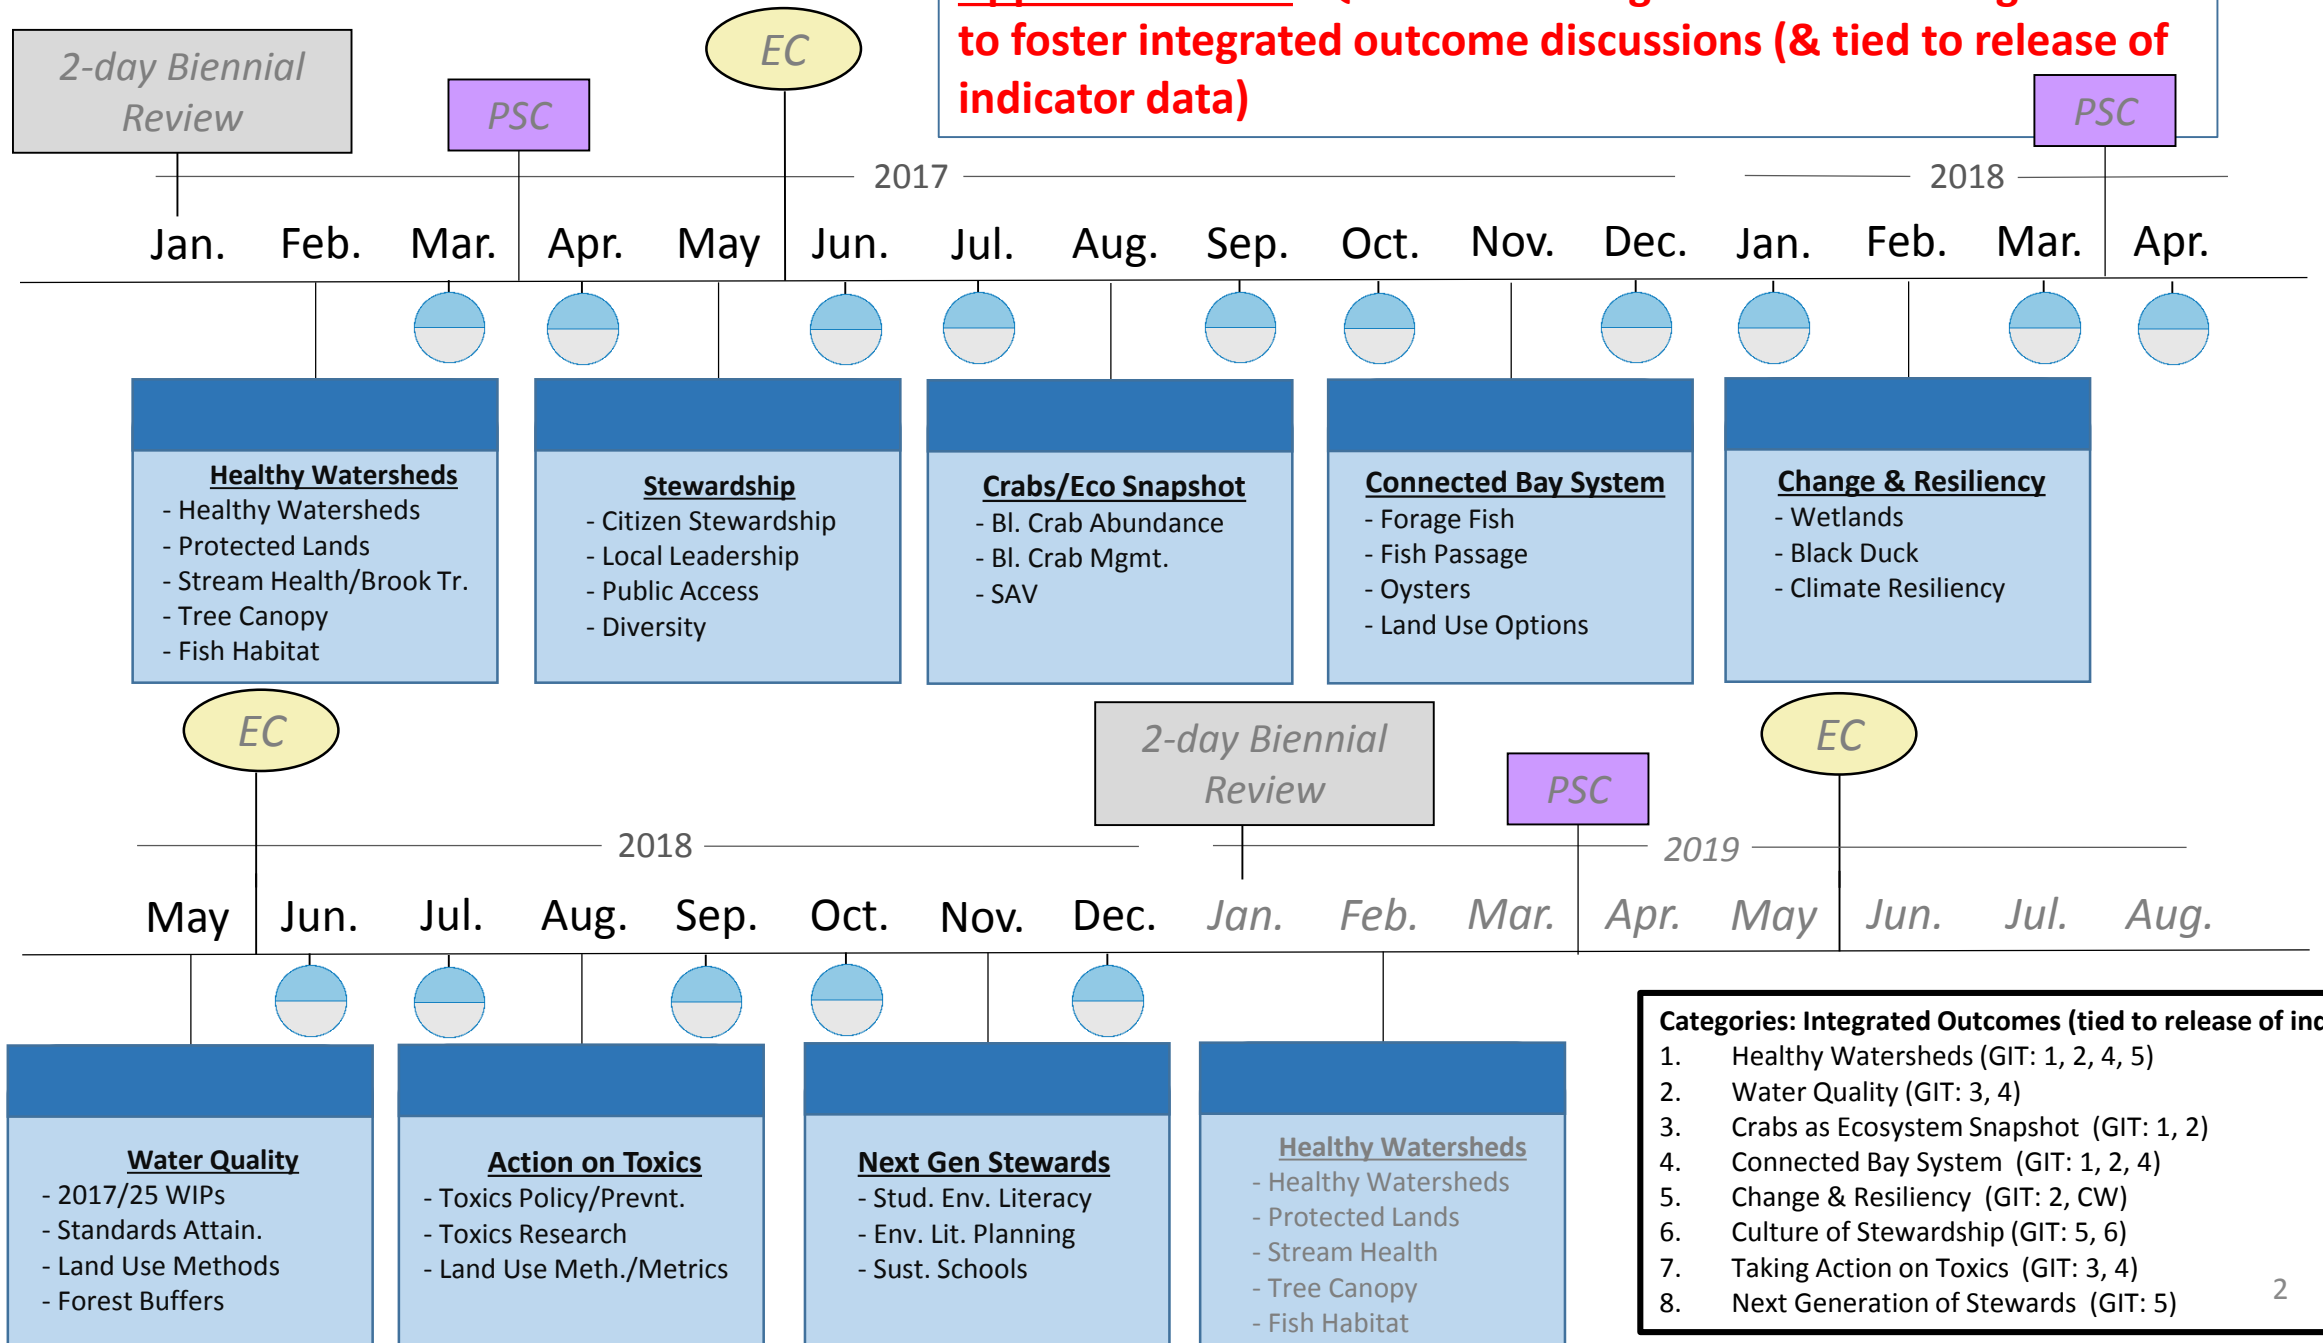 to foster integrated outcome discussions (& tied to release of
indicator data)
2-day Biennial
Review
PSC
EC
PSC
2017
2018
Jan. Feb. Mar. Apr. May Jun. Jul. Aug. Sep. Oct. Nov. Dec. Jan. Feb. Mar. Apr.
Healthy Watersheds
- Healthy Watersheds
- Protected Lands
- Stream Health/Brook Tr.
- Tree Canopy
- Fish Habitat
Stewardship
- Citizen Stewardship
- Local Leadership
- Public Access
- Diversity
Crabs/Eco Snapshot
- Bl. Crab Abundance
- Bl. Crab Mgmt.
- SAV
Connected Bay System
- Forage Fish
- Fish Passage
- Oysters
- Land Use Options
Change & Resiliency
- Wetlands
- Black Duck
- Climate Resiliency
EC
2-day Biennial
Review
PSC
EC
2018
2019
May Jun. Jul. Aug. Sep. Oct. Nov. Dec. Jan. Feb. Mar. Apr. May Jun. Jul. Aug.
Water Quality
- 2017/25 WIPs
- Standards Attain.
- Land Use Methods
- Forest Buffers
Action on Toxics
- Toxics Policy/Prevnt.
- Toxics Research
- Land Use Meth./Metrics
Next Gen Stewards
- Stud. Env. Literacy
- Env. Lit. Planning
- Sust. Schools
Healthy Watersheds
- Healthy Watersheds
- Protected Lands
- Stream Health
- Tree Canopy
- Fish Habitat
Categories: Integrated Outcomes (tied to release of ind
1. Healthy Watersheds (GIT: 1, 2, 4, 5)
2. Water Quality (GIT: 3, 4)
3. Crabs as Ecosystem Snapshot (GIT: 1, 2)
4. Connected Bay System (GIT: 1, 2, 4)
5. Change & Resiliency (GIT: 2, CW)
6. Culture of Stewardship (GIT: 5, 6)
7. Taking Action on Toxics (GIT: 3, 4)
8. Next Generation of Stewards (GIT: 5)
2